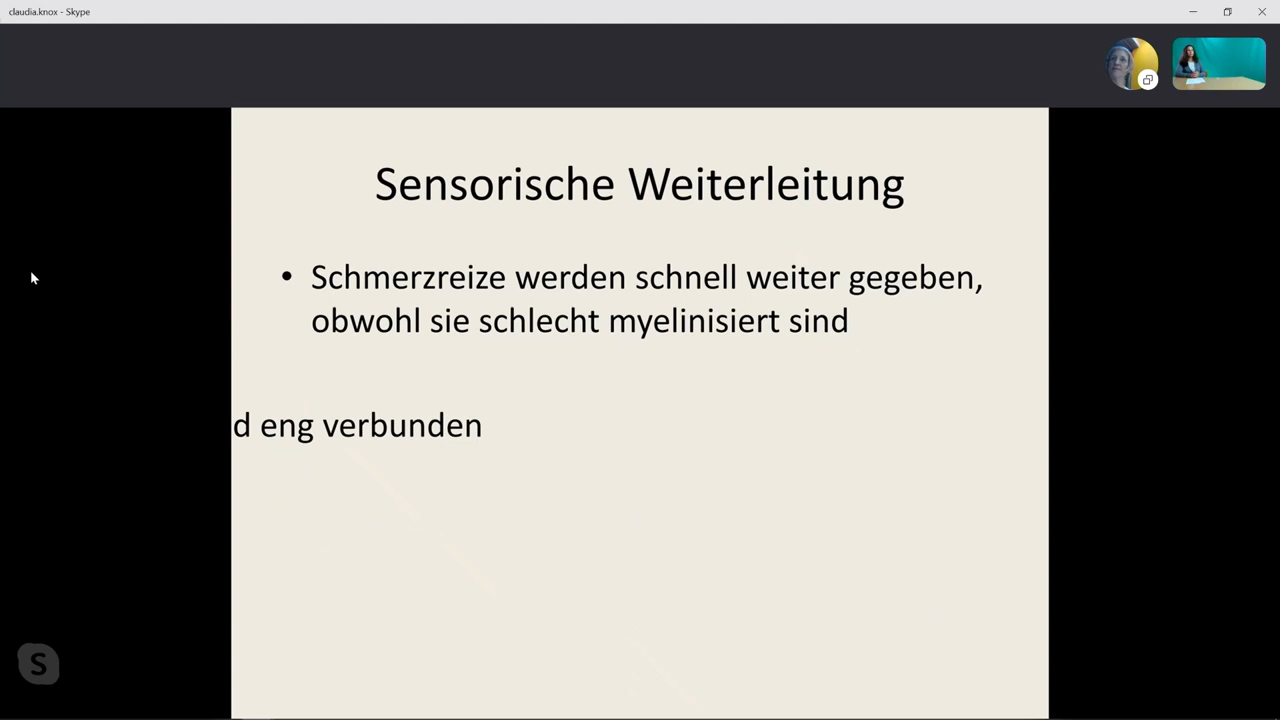 claudia.knox - Skype
Sensorische Weiterleitung
• Schmerzreize werden schnell weiter gegeben,
obwohl sie schlecht myelinisiert sind
d eng verbunden
S